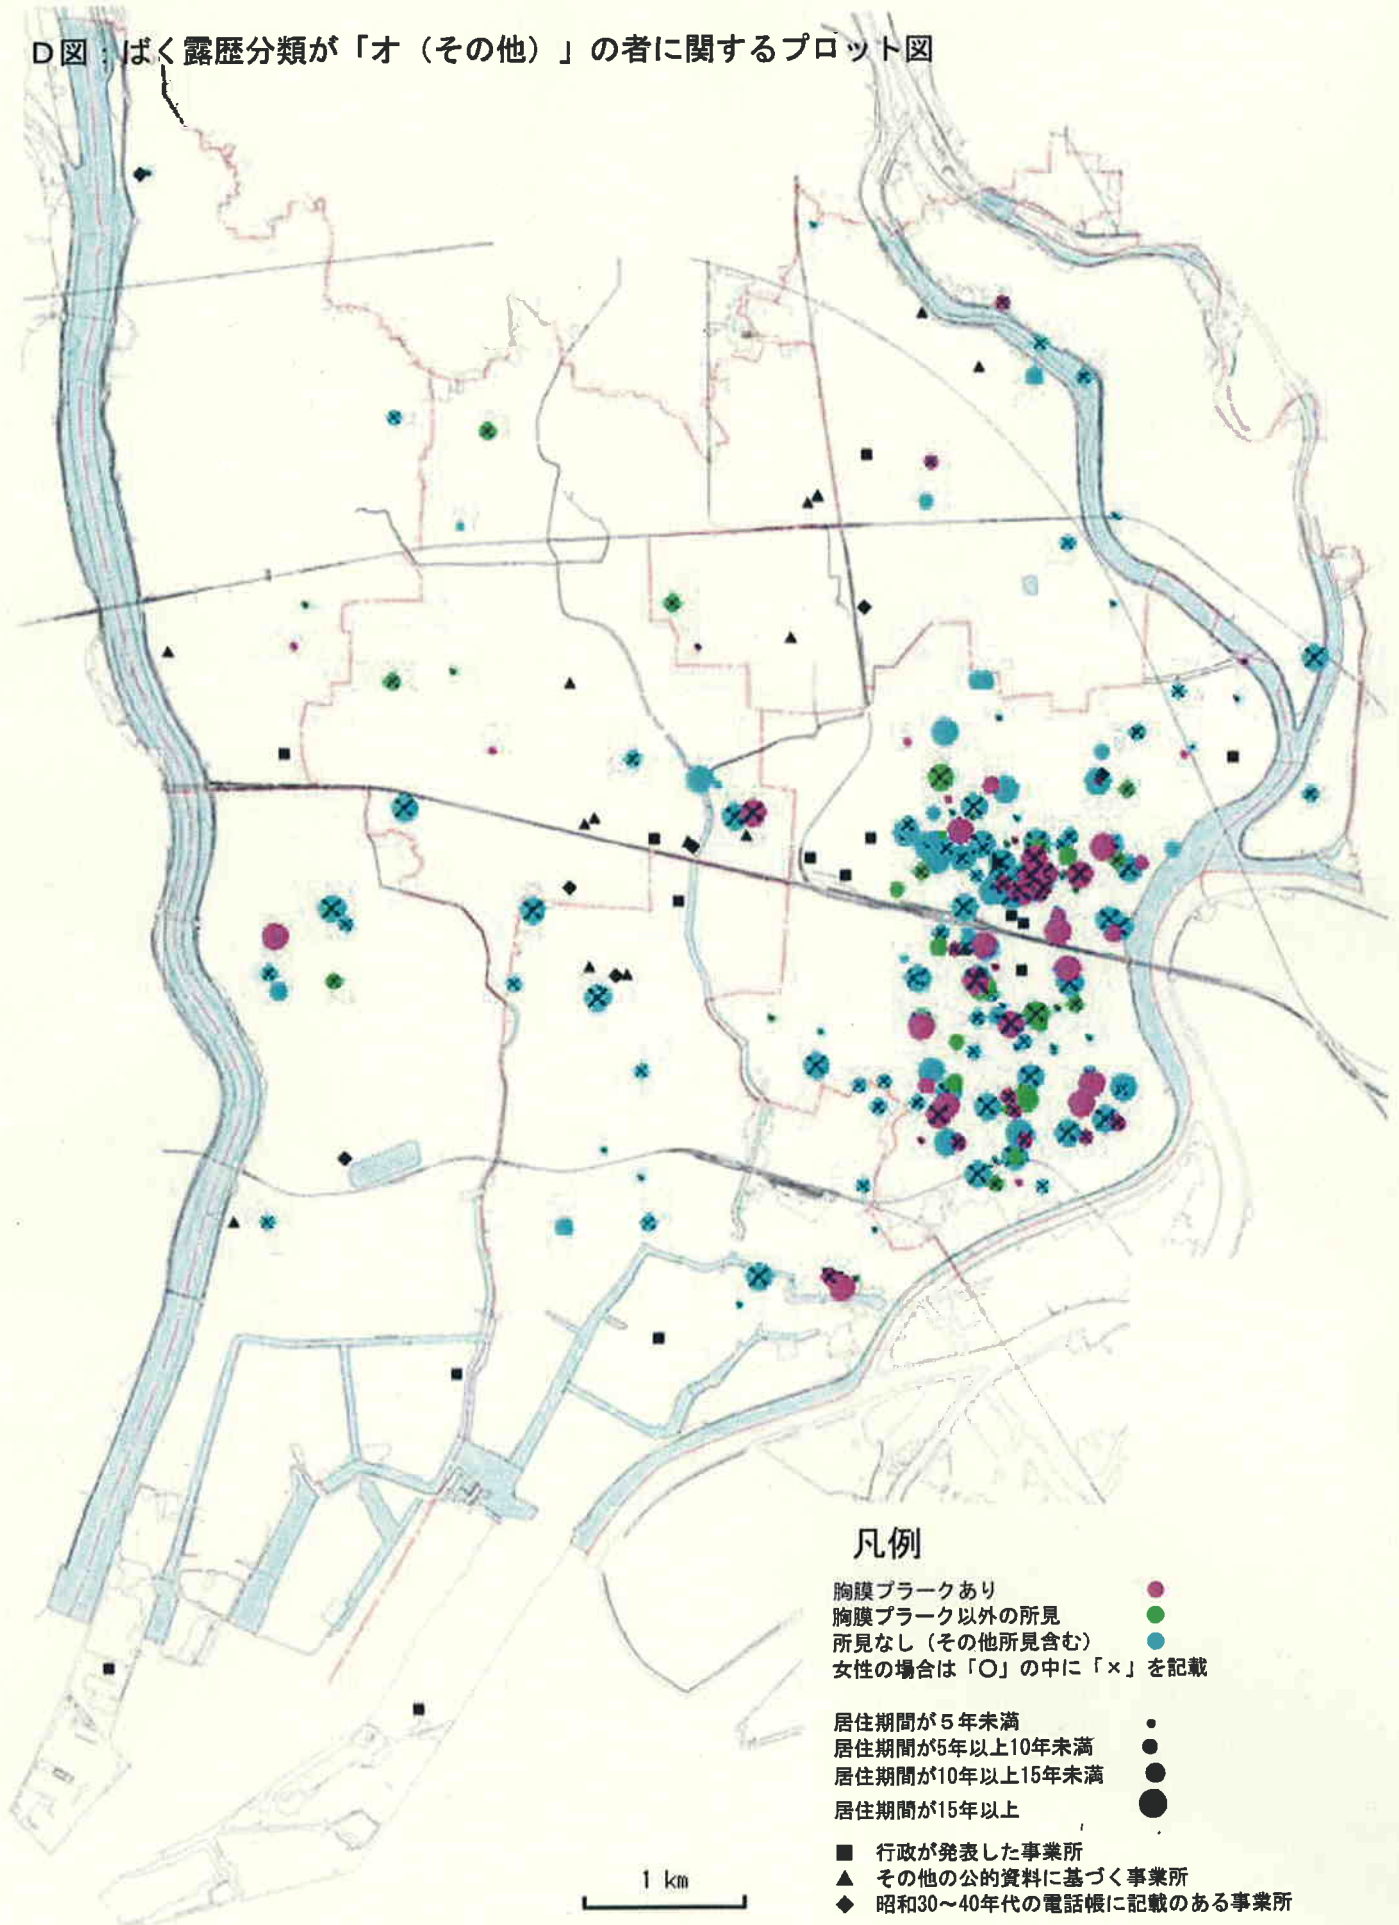 D図:ばく露歴分類が「オ(その他)」の者に関するプロット図
凡例
胸膜プラークあり
胸膜プラーク以外の所見
所見なし(その他所見含む)
女性の場合は「○」の中に「×」を記載
居住期間が5年未満
居住期間が5年以上10年未満
居住期間が10年以上15年未満
居住期間が15年以上
■ 行政が発表した事業所
▲ その他の公的資料に基づく事業所
◆ 昭和30~40年代の電話帳に記載のある事業所
1 km